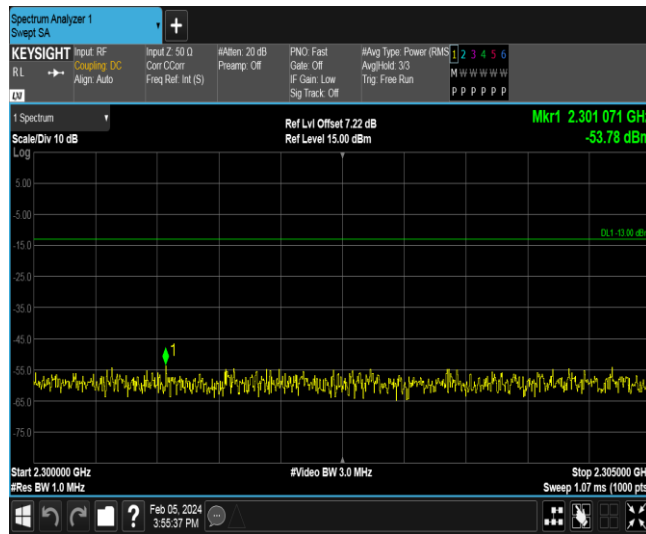 Spectrum Analyzer 1
Swept SA
+
KEYSIGHT
RL
LXI
Input: RF
Coupling: DC
Align: Auto
Input Z: 50 Ω
Corr CCorr
Freq Ref: Int (S)
#Atten: 20 dB
Preamp: Off
PNO: Fast
Gate: Off
IF Gain: Low
Sig Track: Off
#Avg Type: Power (RMS
Avg|Hold: 3/3
Trig: Free Run
1 2 3 4 5 6
M W W W W W
P P P P P P
1 Spectrum
Scale/Div 10 dB
Ref Lvl Offset 7.22 dB
Ref Level 15.00 dBm
Mkr1 2.301 071 GHz
-53.78 dBm
Log
5.00
-5.00
DL1 -13.00 dBm
-15.0
-25.0
-35.0
-45.0
1
-55.0
-65.0
-75.0
Start 2.300000 GHz
#Video BW 3.0 MHz
Stop 2.305000 GH
#Res BW 1.0 MHz
Sweep 1.07 ms (1000 pts
?
Feb 05, 2024
3:55:37 PM